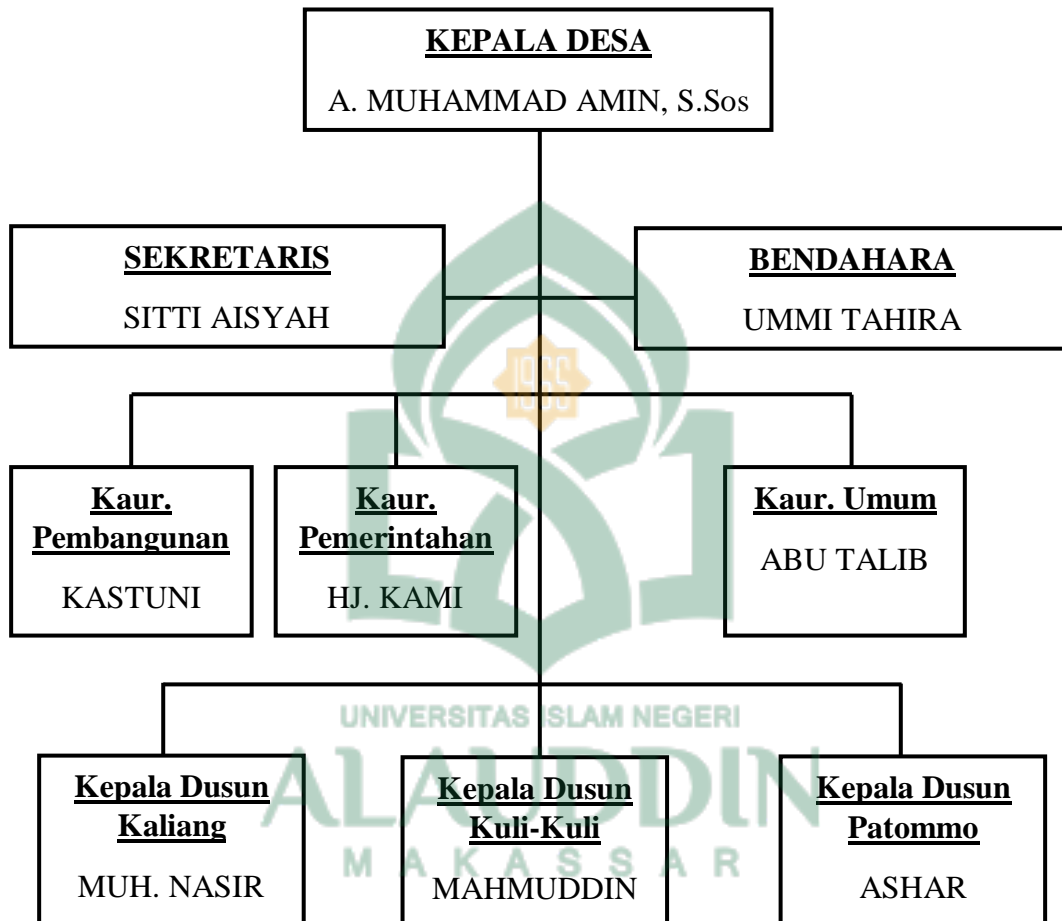 KEPALA DESA
A. MUHAMMAD AMIN, S.Sos
SEKRETARIS
SITTI AISYAH
BENDAHARA
UMMI TAHIRA
1965
Kaur.
Pembangunan
KASTUNI
Kaur.
Pemerintahan
HJ. KAMI
Kaur. Umum
ABU TALIB
UNIVERSITAS ISLAM NEGERI
ALAUDDIN
MAKASSAR
Kepala Dusun
Kaliang
MUH. NASIR
Kepala Dusun
Kuli-Kuli
MAHMUDDIN
Kepala Dusun
Patommo
ASHAR